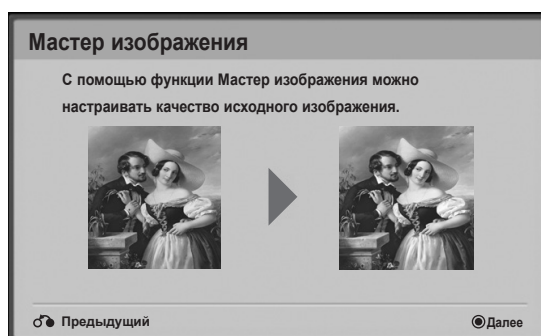 Мастер изображения
С помощью функции Мастер изображения можно
настраивать качество исходного изображения.
Предыдущий
Далее